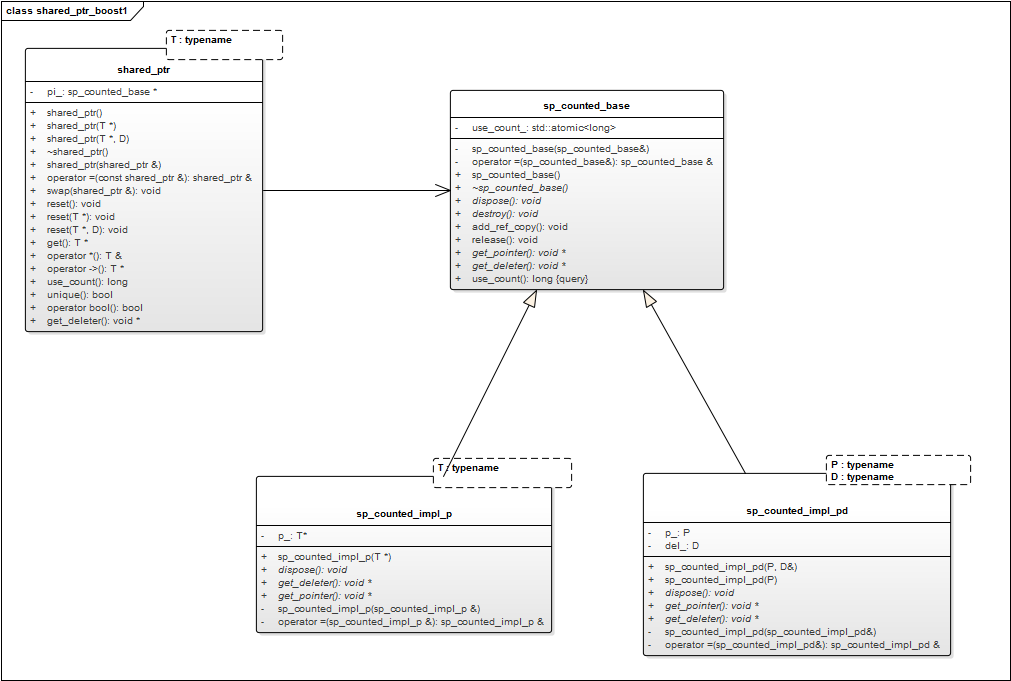 class shared_ptr_boost1
T : typename
shared_ptr
- pi_: sp_counted_base *
+ shared_ptr()
+ shared_ptr(T *)
+ shared_ptr(T *, D)
+ ~shared_ptr()
+ shared_ptr(shared_ptr &)
+ operator =(const shared_ptr &): shared_ptr &
+ swap(shared_ptr &): void
+ reset(): void
+ reset(T *): void
+ reset(T *, D): void
+ get(): T *
+ operator *(): T &
+ operator ->(): T *
+ use_count(): long
+ unique(): bool
+ operator bool(): bool
+ get_deleter(): void *
sp_counted_base
- use_count_: std::atomic<long>
- sp_counted_base(sp_counted_base&)
- operator =(sp_counted_base&): sp_counted_base &
+ sp_counted_base()
+ ~sp_counted_base()
+ dispose(): void
+ destroy(): void
+ add_ref_copy(): void
+ release(): void
+ get_pointer(): void *
+ get_deleter(): void *
+ use_count(): long {query}
T : typename
sp_counted_impl_p
- p_: T*
+ sp_counted_impl_p(T *)
+ dispose(): void
+ get_deleter(): void *
+ get_pointer(): void *
- sp_counted_impl_p(sp_counted_impl_p &)
- operator =(sp_counted_impl_p &): sp_counted_impl_p &
P : typename
D : typename
sp_counted_impl_pd
- p_: P
- del_: D
+ sp_counted_impl_pd(P, D&)
+ sp_counted_impl_pd(P)
+ dispose(): void
+ get_pointer(): void *
+ get_deleter(): void *
- sp_counted_impl_pd(sp_counted_impl_pd&)
- operator =(sp_counted_impl_pd&): sp_counted_impl_pd &